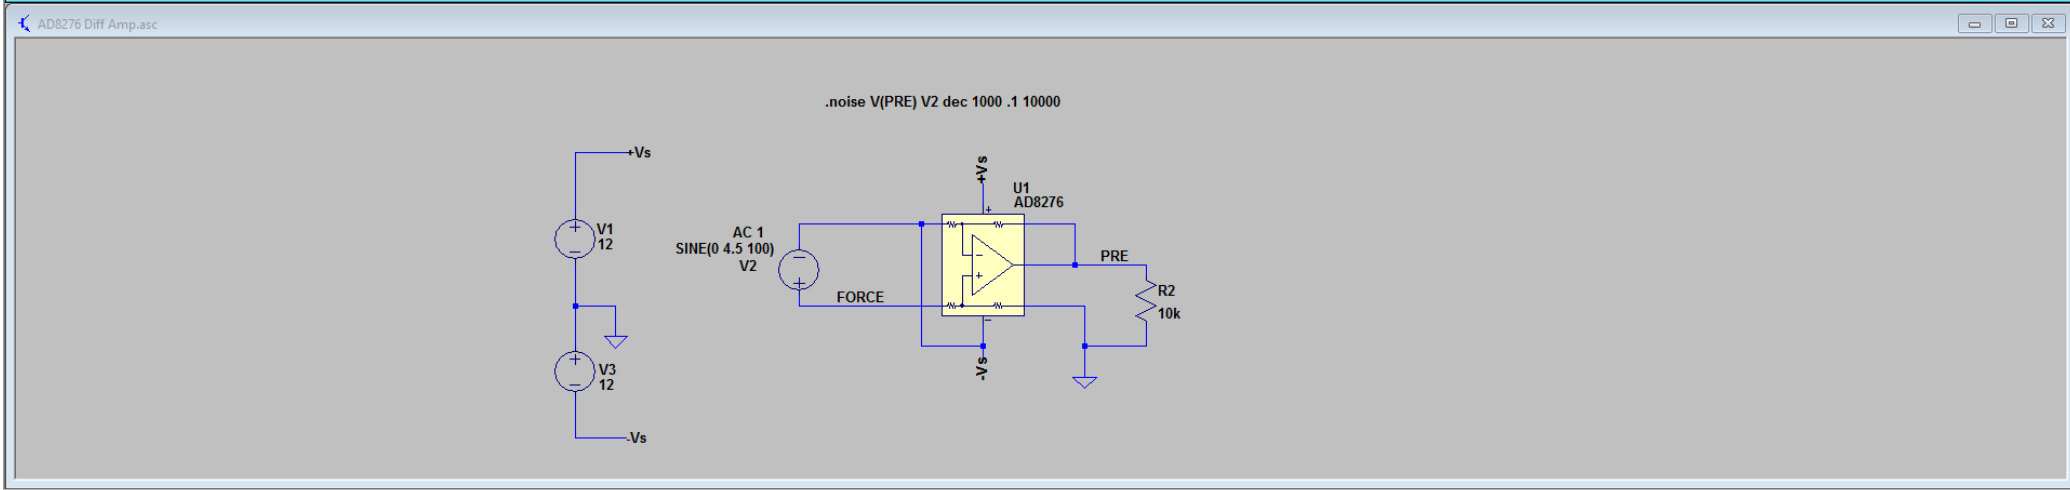 AD8276 Diff Amp.asc
.noise V(PRE) V2 dec 1000 .1 10000
+Vs
+Vs
U1
AD8276
V1
12
AC 1
SINE(0 4.5 100)
V2
PRE
FORCE
R2
10k
V3
12
-Vs
-Vs